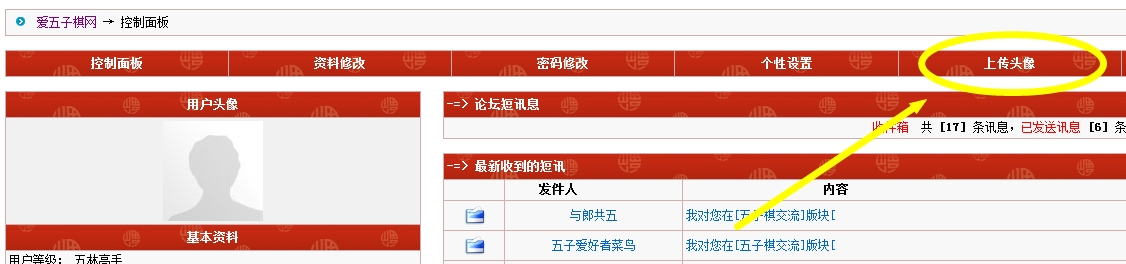 爱五子棋网 → 控制面板
控制面板 资料修改 密码修改 个性设置 上传头像
用户头像
基本资料
用户等级： 五林高手
-=> 论坛短讯息
收件箱 共 [17] 条讯息，已发送讯息 [6] 条
-=> 最新收到的短讯
发件人 内容
与郎共五 我对您在[五子棋交流]版块[
五子爱好者菜鸟 我对您在[五子棋交流]版块[